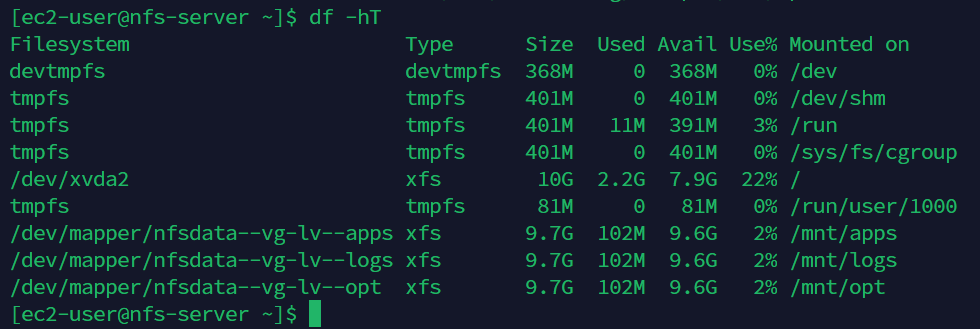 [ec2-user@nfs-server ~]$ df -hT
Filesystem                       Type      Size  Used Avail Use% Mounted on
devtmpfs                         devtmpfs  368M     0  368M   0% /dev
tmpfs                            tmpfs     401M     0  401M   0% /dev/shm
tmpfs                            tmpfs     401M   11M  391M   3% /run
tmpfs                            tmpfs     401M     0  401M   0% /sys/fs/cgroup
/dev/xvda2                       xfs        10G  2.2G  7.9G  22% /
tmpfs                            tmpfs      81M     0   81M   0% /run/user/1000
/dev/mapper/nfsdata--vg-lv--apps xfs       9.7G  102M  9.6G   2% /mnt/apps
/dev/mapper/nfsdata--vg-lv--logs xfs       9.7G  102M  9.6G   2% /mnt/logs
/dev/mapper/nfsdata--vg-lv--opt  xfs       9.7G  102M  9.6G   2% /mnt/opt
[ec2-user@nfs-server ~]$